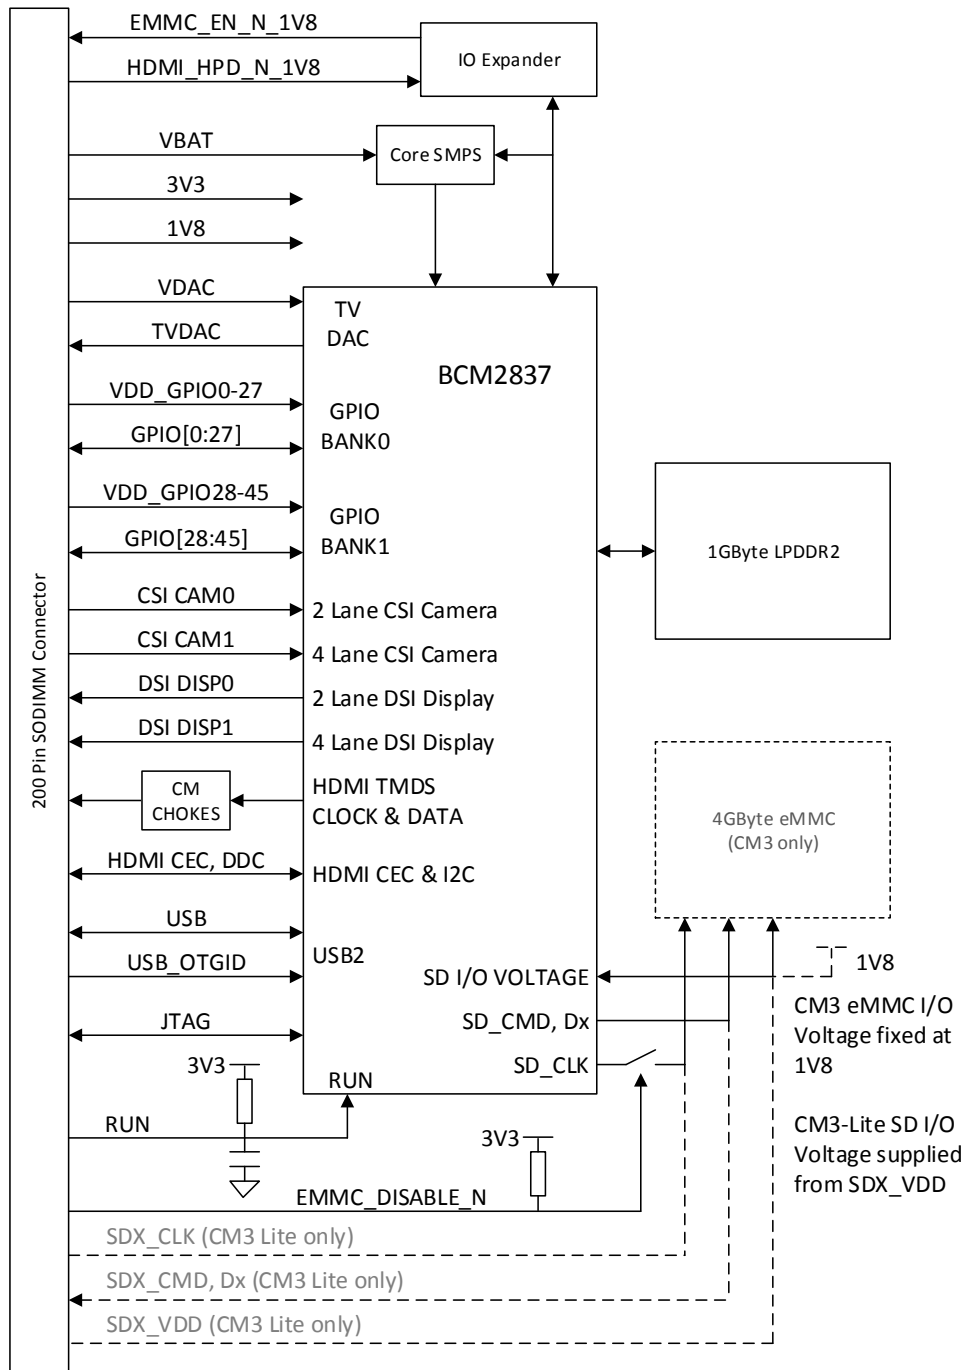 EMMC_EN_N_1V8
IO Expander
HDMI_HPD_N_1V8
VBAT
Core SMPS
3V3
1V8
VDAC
TV
DAC
TVDAC
BCM2837
VDD_GPIO0-27
GPIO
BANK0
GPIO[0:27]
VDD_GPIO28-45
GPIO
BANK1
GPIO[28:45]
1GByte LPDDR2
200 Pin SODIMM Connector
CSI CAM0
2 Lane CSI Camera
CSI CAM1
4 Lane CSI Camera
DSI DISP0
2 Lane DSI Display
DSI DISP1
4 Lane DSI Display
CM
CHOKES
HDMI TMDS
CLOCK & DATA
4GByte eMMC
(CM3 only)
HDMI CEC, DDC
HDMI CEC & I2C
USB
USB2
USB_OTGID
SD I/O VOLTAGE
1V8
JTAG
SD_CMD, Dx
CM3 eMMC I/O
Voltage fixed at
1V8
SD_CLK
3V3
RUN
RUN
CM3-Lite SD I/O
Voltage supplied
from SDX_VDD
3V3
EMMC_DISABLE_N
SDX_CLK (CM3 Lite only)
SDX_CMD, Dx (CM3 Lite only)
SDX_VDD (CM3 Lite only)